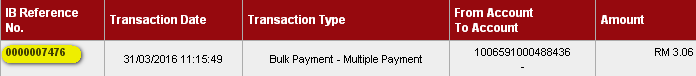 IB Reference No.
Transaction Date
Transaction Type
From Account
To Account
Amount
0000007476
31/03/2016 11:15:49
Bulk Payment - Multiple Payment
1006591000488436
-
RM 3.06